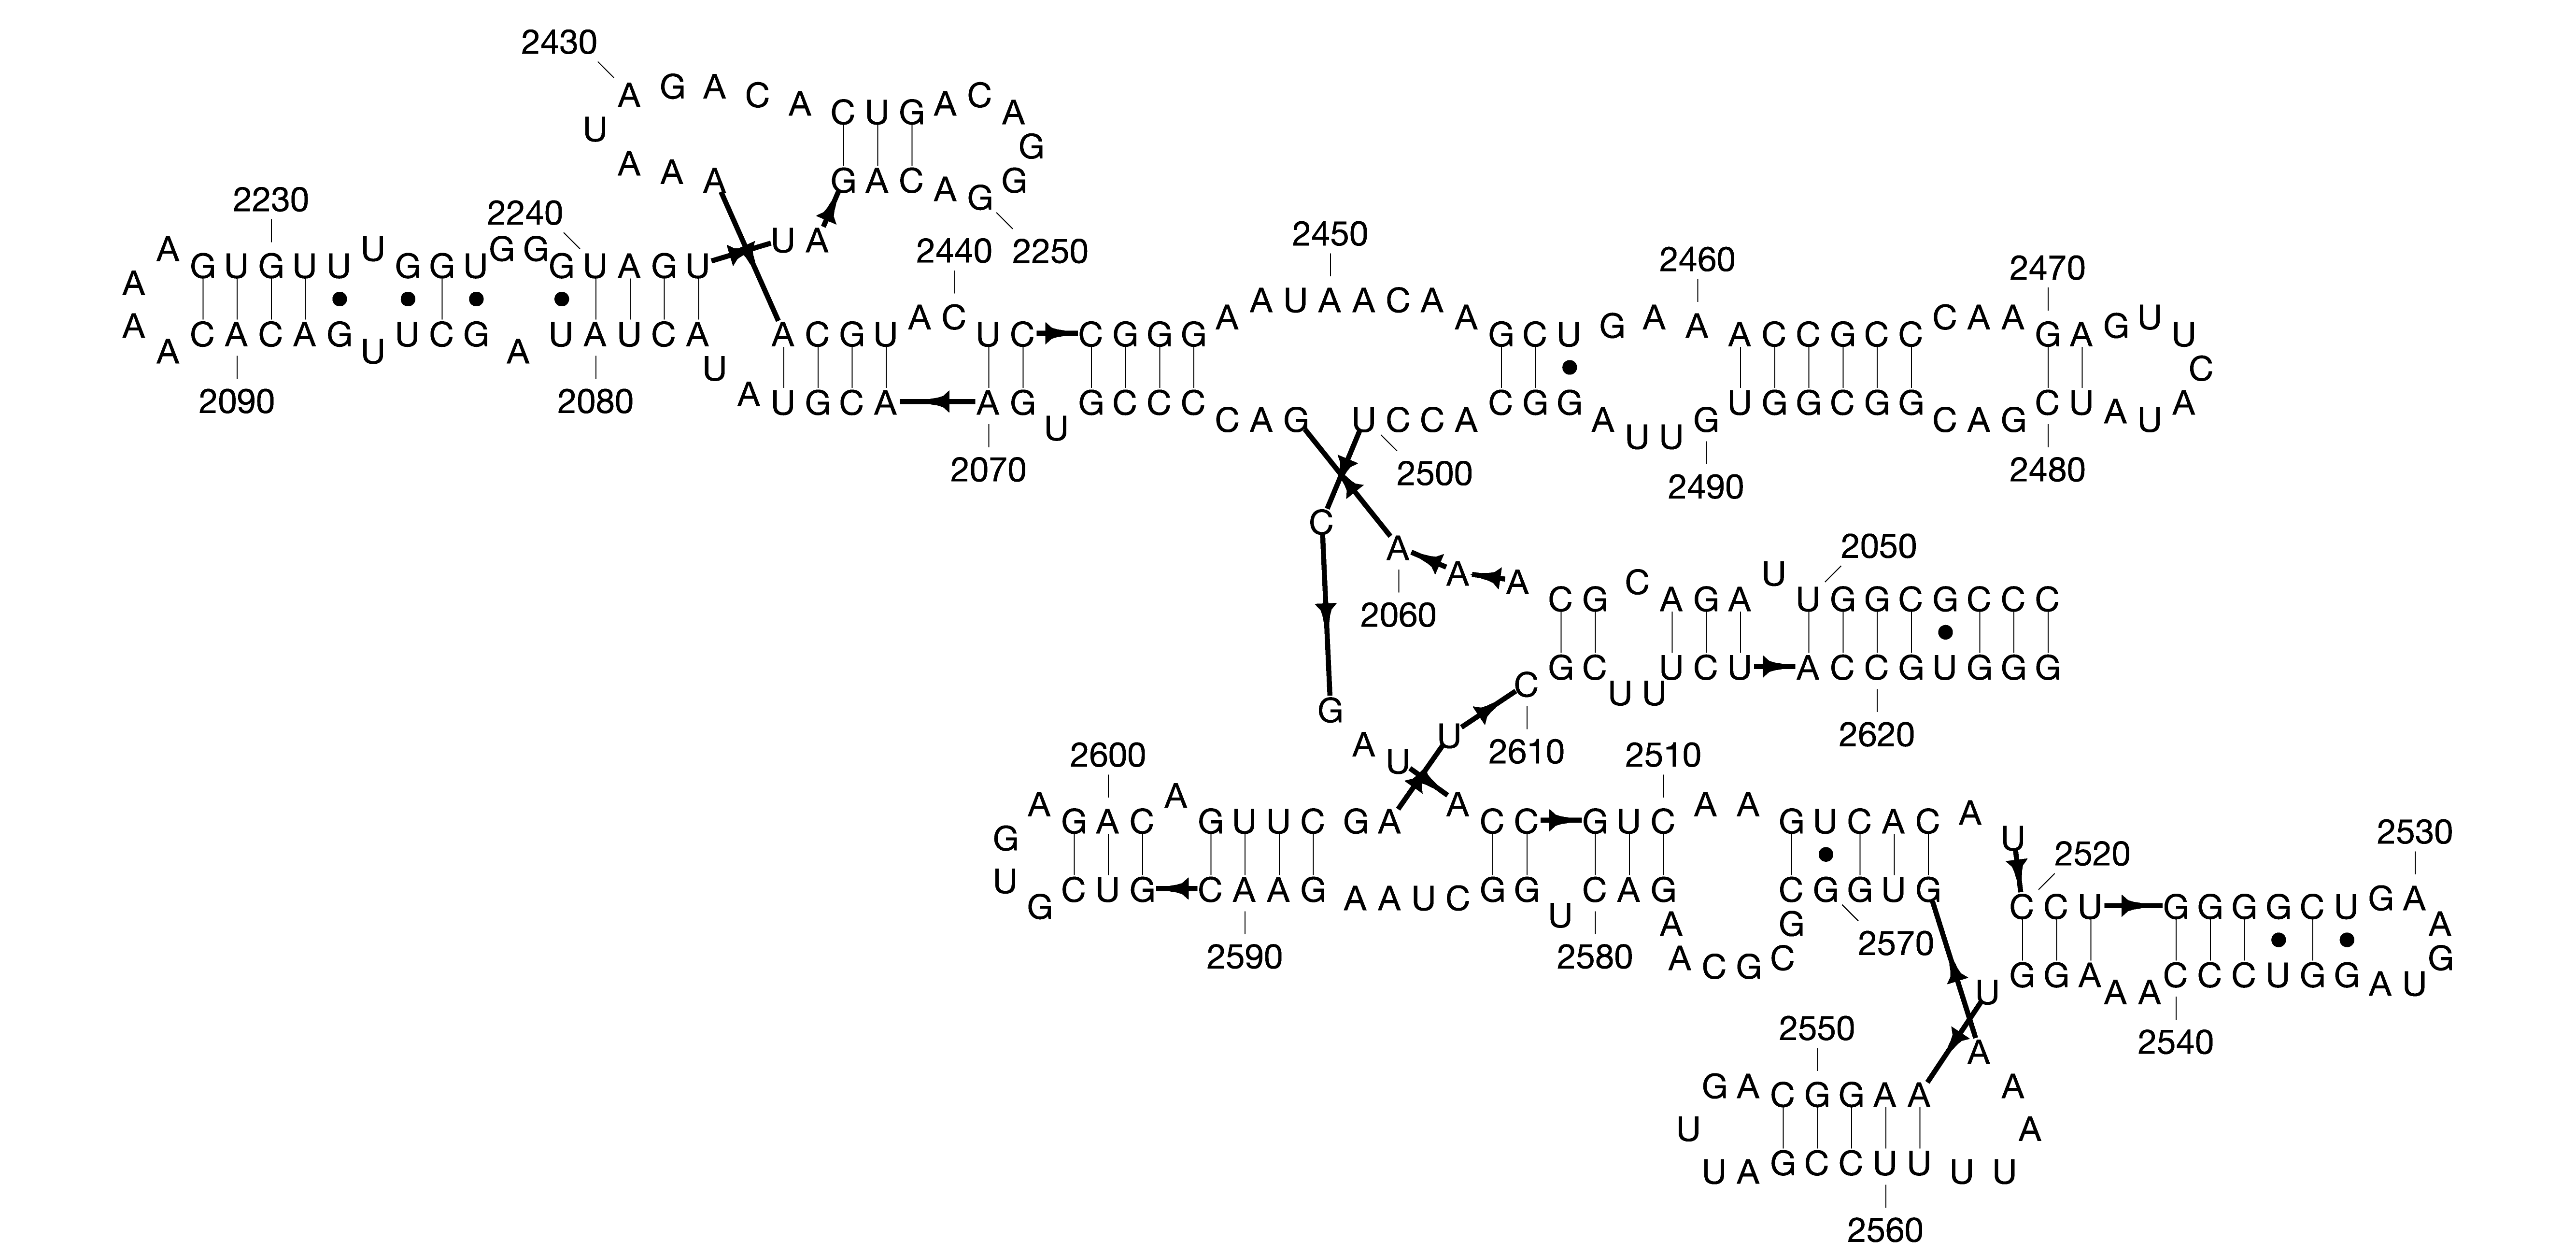 2430
A G A C A C U G A C A
U G
A A A G A C A G G
2230 2240 U A 2440 2250 2450 2460 2470
A G U G U U U G G U G G G U A G U
A
A U A A C A
A C A C A G U U C G A U A U C A U
A C G U A C U C C G G G A A G C U G A A A C C G C C C A A G A G U U
C
A U G C A A G U G C C C C A G U C C A C G G A U U G U G G C G G C A G C U A U A
2090 2080 2070 2500 2490 2480
C
A A A C G C A G A U U G G C G C C C
2050
2060
G C U U U C U A C C G U G G G
C
2610 2620
G A U U
2600 2510
G A G A C A G U U C G A A C C G U C A A G U C A C A U
U G C U G C A A G A A U C G G U C A G A C G G U G
2590 2580 2570
A C G C G
2520 2530
C C U G G G G C U G A A
G
U G G A A A C C C U G G A U
2540
2550 A
G A C G G A A A
U A
U A G C C U U U U
2560